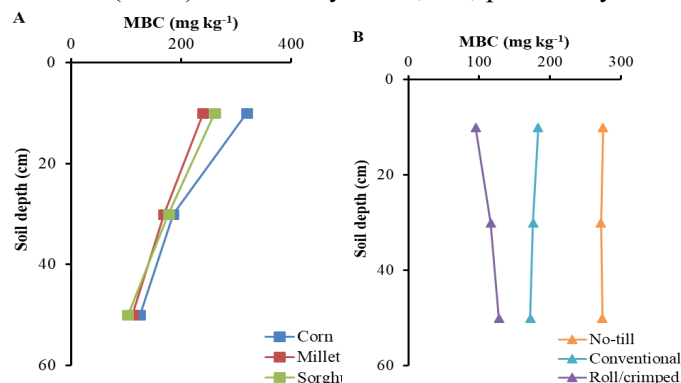 A
MBC (mg kg⁻¹)
0 200 400
0
20
40
60
Soil depth (cm)
Corn
Millet
Sorghu
B
MBC (mg kg⁻¹)
0 100 200 300
0
20
40
60
Soil depth (cm)
No-till
Conventional
Roll/crimped